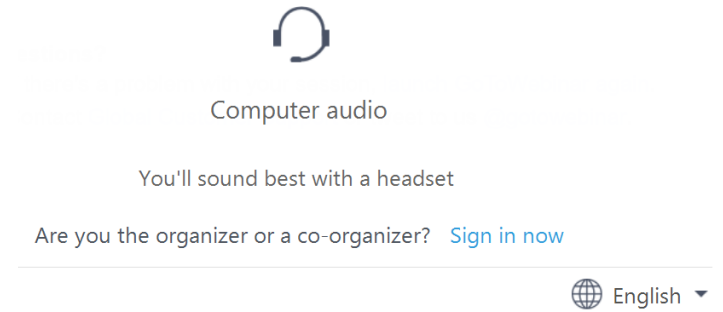 Computer audio
You'll sound best with a headset
Are you the organizer or a co-organizer? Sign in now
English